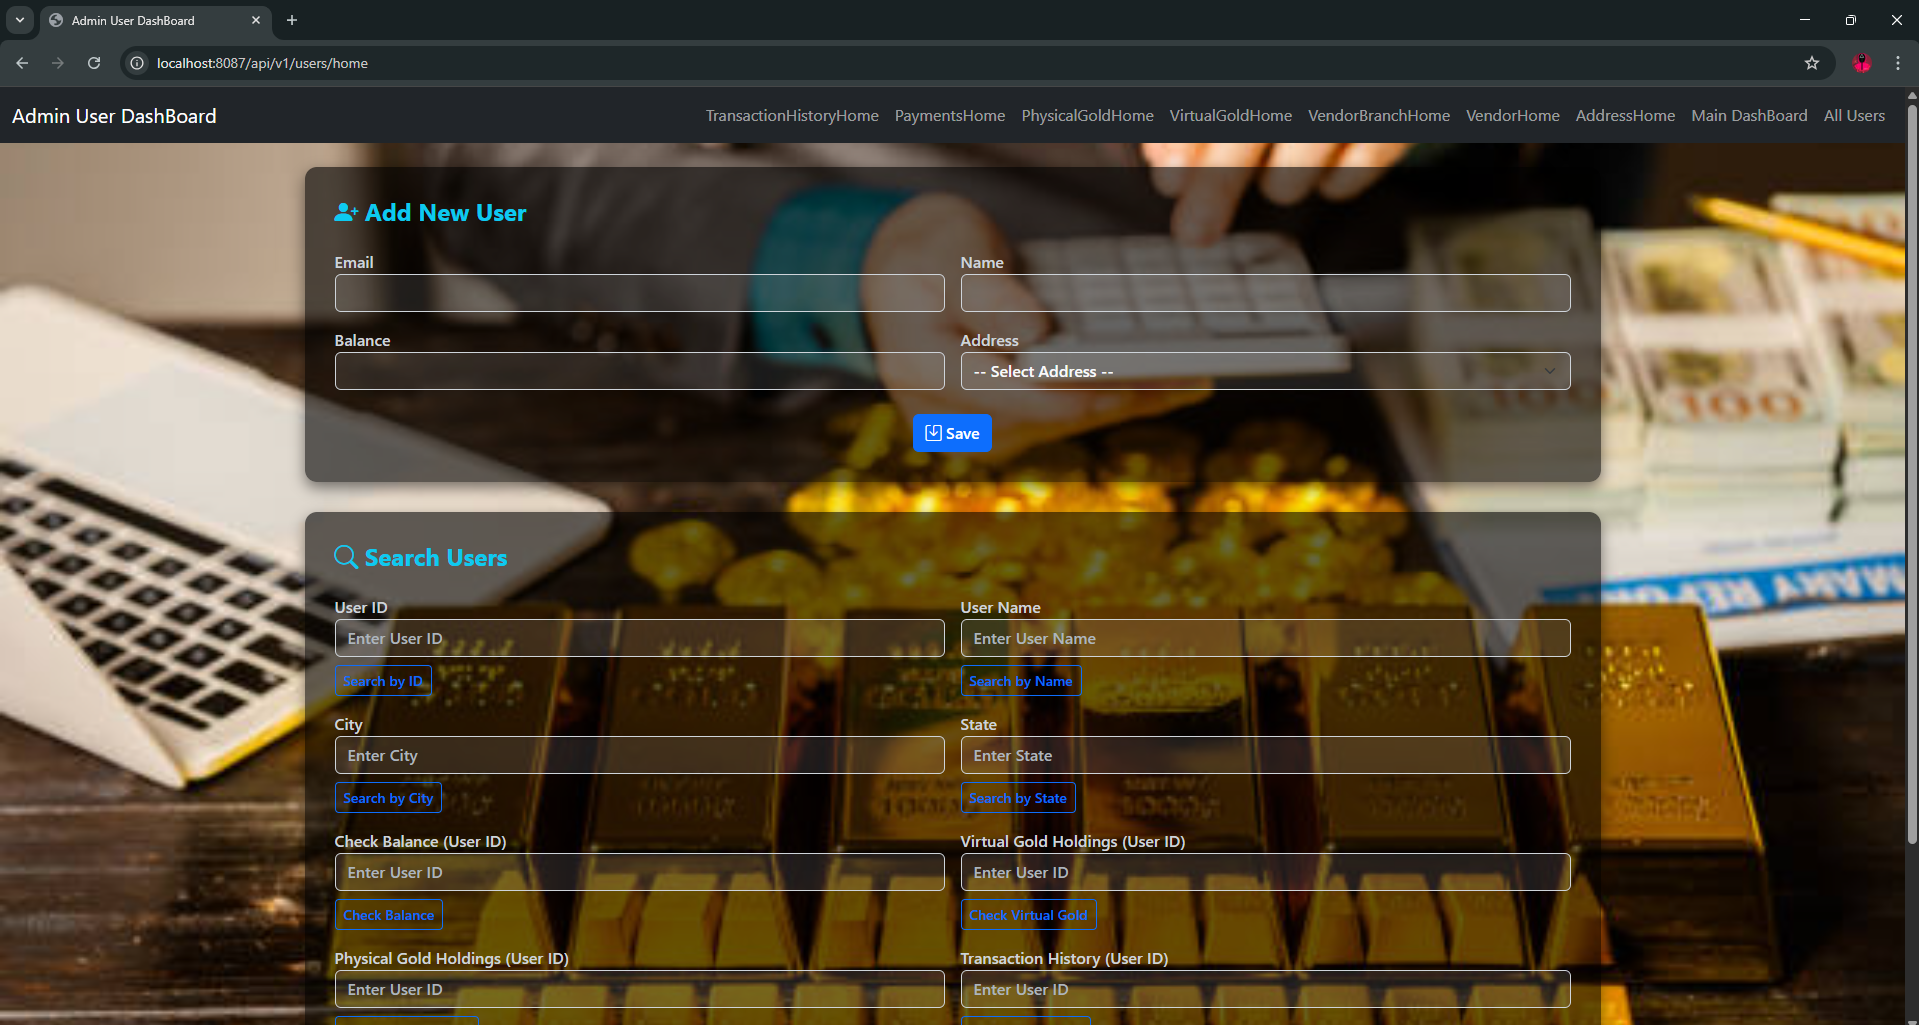 Admin User DashBoard
localhost:8087/api/v1/users/home
Admin User DashBoard
TransactionHistoryHome PaymentsHome PhysicalGoldHome VirtualGoldHome VendorBranchHome VendorHome AddressHome Main DashBoard All Users
Add New User
Email Name
Balance Address
-- Select Address --
Save
Search Users
User ID User Name
Enter User ID Enter User Name
Search by ID Search by Name
City State
Enter City Enter State
Search by City Search by State
Check Balance (User ID) Virtual Gold Holdings (User ID)
Enter User ID Enter User ID
Check Balance Check Virtual Gold
Physical Gold Holdings (User ID) Transaction History (User ID)
Enter User ID Enter User ID
100
100